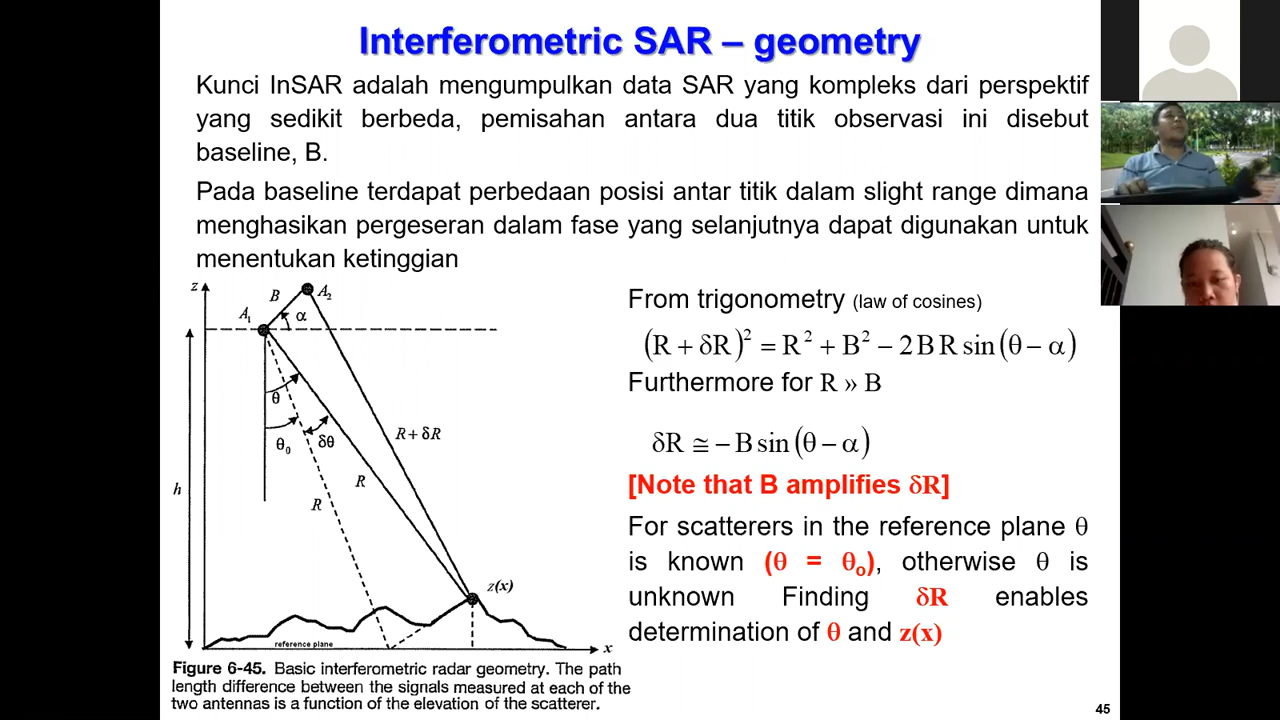 Interferometric SAR – geometry
Kunci InSAR adalah mengumpulkan data SAR yang kompleks dari perspektif
yang sedikit berbeda, pemisahan antara dua titik observasi ini disebut
baseline, B.
Pada baseline terdapat perbedaan posisi antar titik dalam slight range dimana
menghasikan pergeseran dalam fase yang selanjutnya dapat digunakan untuk
menentukan ketinggian
z
B
A₂
A₁
α
θ
θ₀
δθ
R + δR
R
R
h
z(x)
reference plane
x
Figure 6-45. Basic interferometric radar geometry. The path
length difference between the signals measured at each of the
two antennas is a function of the elevation of the scatterer.
From trigonometry (law of cosines)
(R + δR)² = R² + B² − 2BR sin(θ − α)
Furthermore for R » B
δR ≅ − B sin(θ − α)
[Note that B amplifies δR]
For scatterers in the reference plane θ
is known (θ = θₒ), otherwise θ is
unknown Finding δR enables
determination of θ and z(x)
45